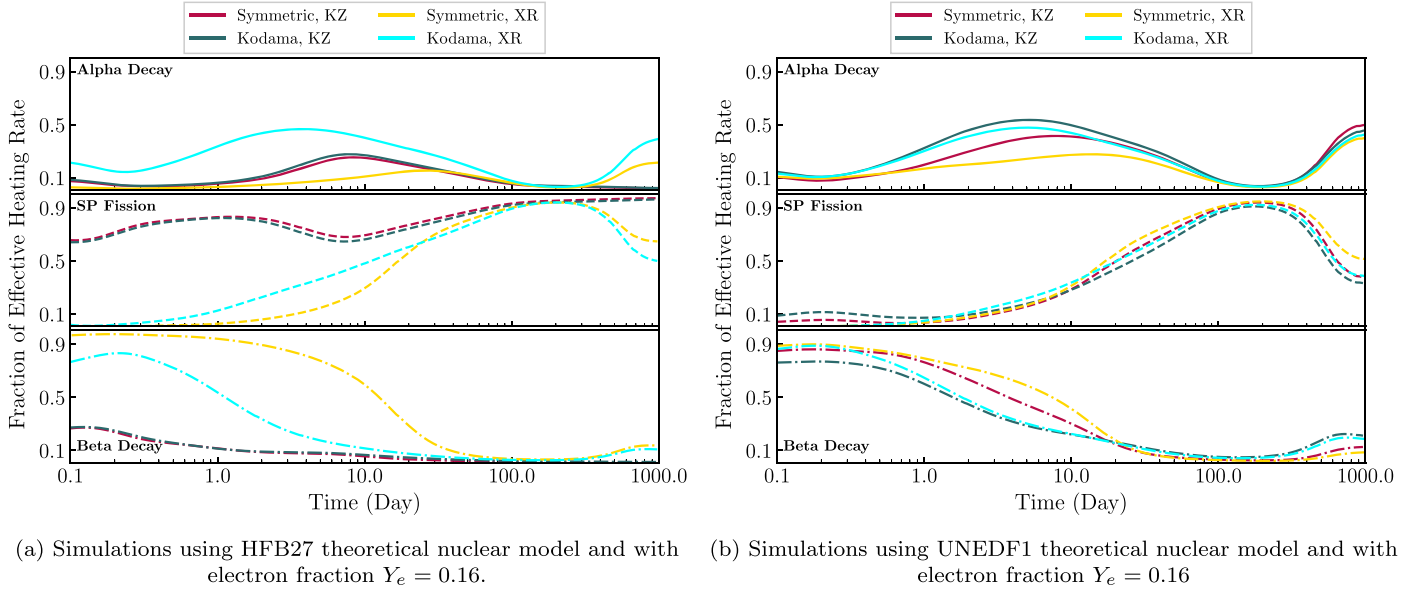 Symmetric, KZ
Symmetric, XR
Kodama, KZ
Kodama, XR
Fraction of Effective Heating Rate
Alpha Decay
0.9
0.5
0.1
SP Fission
0.9
0.5
0.1
0.9
0.5
0.1
Beta Decay
0.1 1.0 10.0 100.0 1000.0
Time (Day)
(a) Simulations using HFB27 theoretical nuclear model and with
electron fraction Yₑ = 0.16.
Symmetric, KZ
Symmetric, XR
Kodama, KZ
Kodama, XR
Fraction of Effective Heating Rate
Alpha Decay
0.9
0.5
0.1
SP Fission
0.9
0.5
0.1
0.9
0.5
0.1
Beta Decay
0.1 1.0 10.0 100.0 1000.0
Time (Day)
(b) Simulations using UNEDF1 theoretical nuclear model and with
electron fraction Yₑ = 0.16